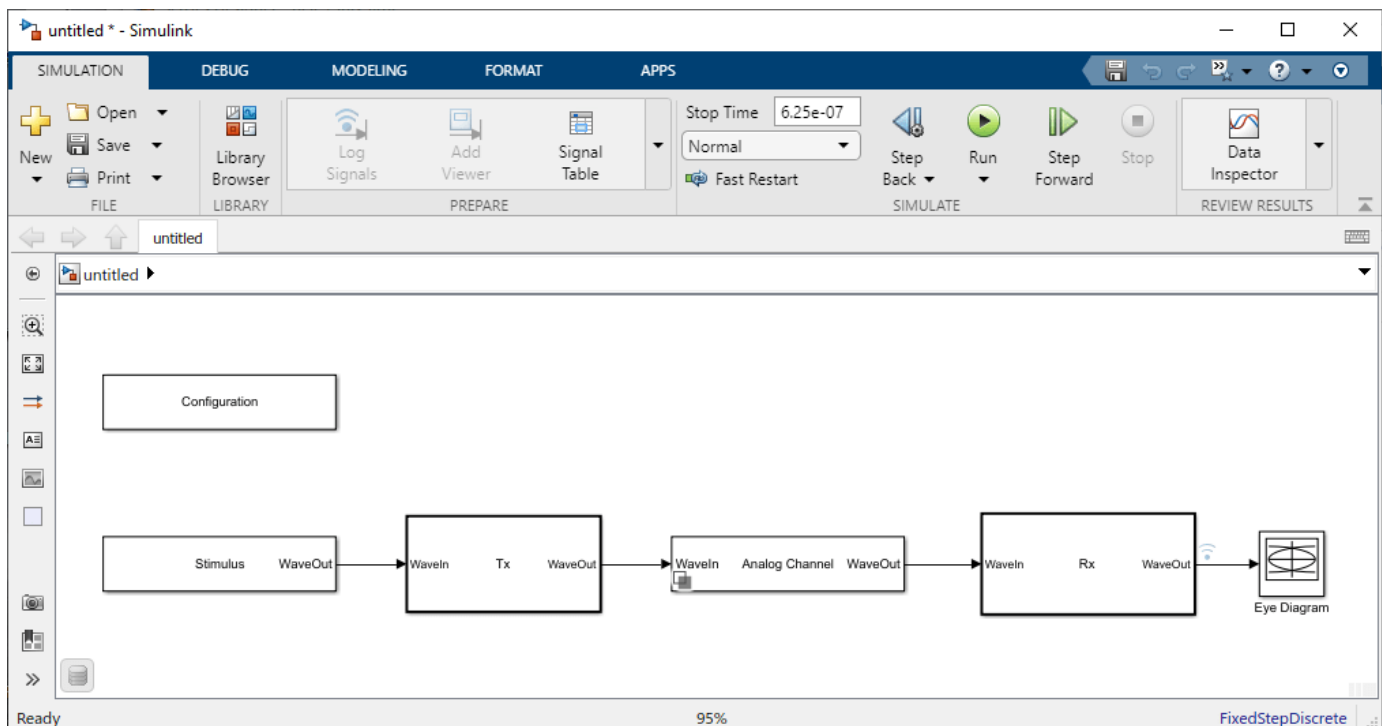 untitled * - Simulink
SIMULATION DEBUG MODELING FORMAT APPS
New
Open
Save
Print
FILE
Library
Browser
LIBRARY
Log
Signals
Add
Viewer
Signal
Table
PREPARE
Stop Time 6.25e-07
Normal
Fast Restart
Step
Back
Run
Step
Forward
Stop
SIMULATE
Data
Inspector
REVIEW RESULTS
untitled
untitled
Configuration
Stimulus WaveOut
WaveIn Tx WaveOut
WaveIn Analog Channel WaveOut
WaveIn Rx WaveOut
Eye Diagram
Ready 95% FixedStepDiscrete